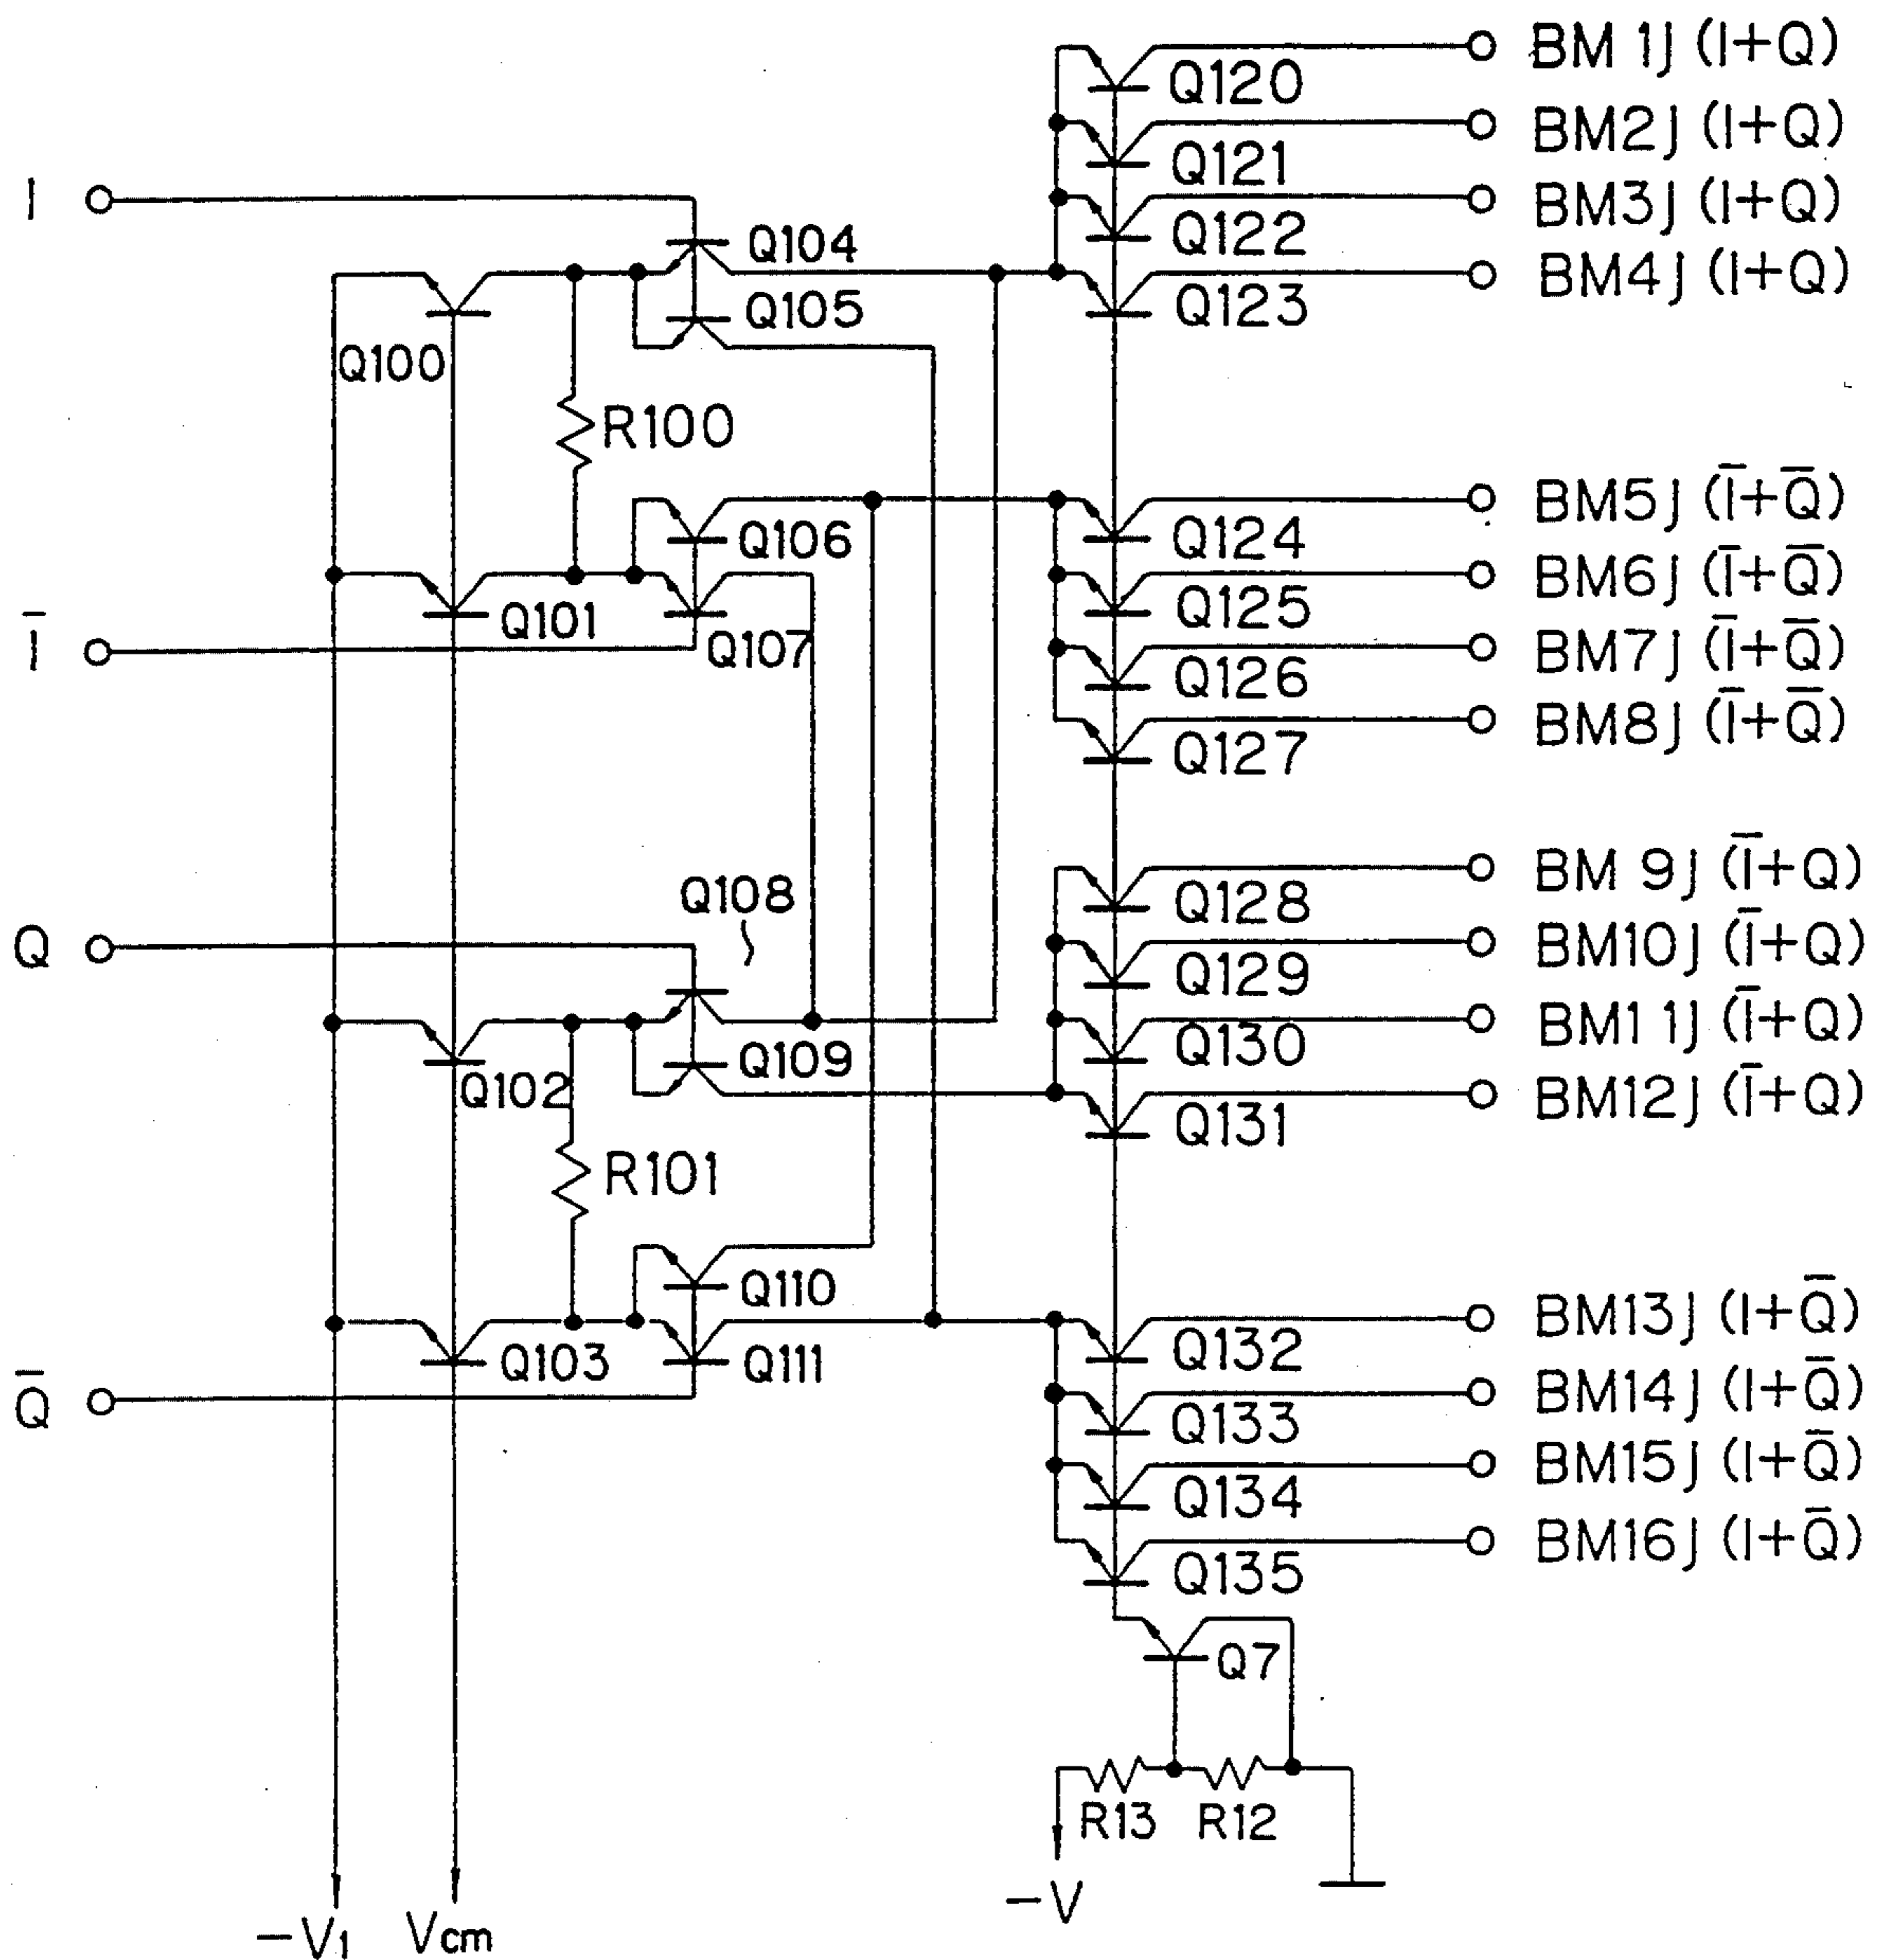 BM 1J (I+Q)
Q120
BM2J (I+Q)
Q121
BM3J (I+Q)
Q122
BM4J (I+Q)
Q123
I
Q104
Q105
Q100
R100
BM5J (I̅+Q̅)
Q124
Q106
BM6J (I̅+Q̅)
Q125
Q101
I̅
Q107
BM7J (I̅+Q̅)
Q126
BM8J (I̅+Q̅)
Q127
BM 9J (I̅+Q)
Q128
Q108
Q
BM10J (I̅+Q)
Q129
BM11J (I̅+Q)
Q130
Q109
Q102
BM12J (I̅+Q)
Q131
R101
Q110
BM13J (I+Q̅)
Q132
Q103
Q111
Q̅
BM14J (I+Q̅)
Q133
BM15J (I+Q̅)
Q134
BM16J (I+Q̅)
Q135
Q7
R13
R12
-V
-V1
Vcm